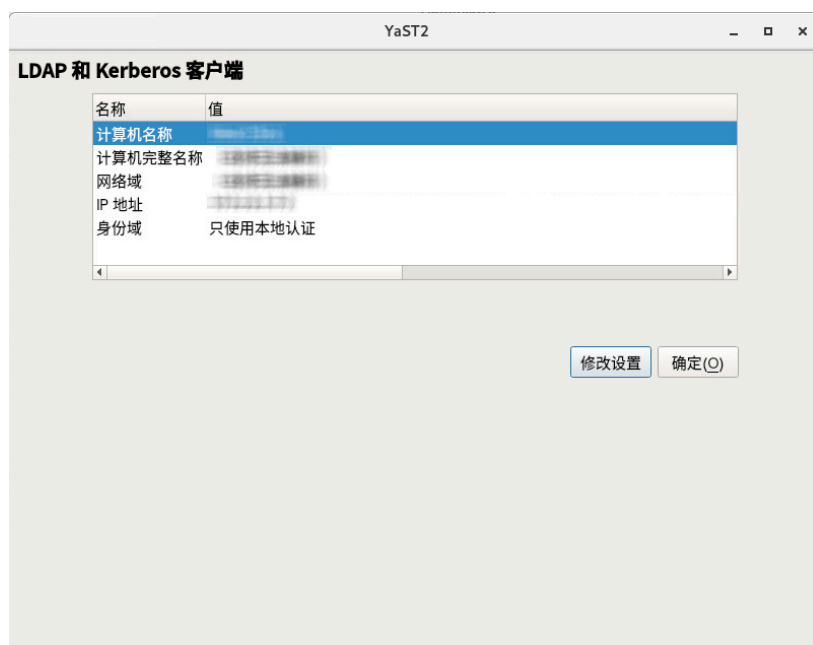 YaST2
LDAP 和 Kerberos 客户端
名称 值
计算机名称
计算机完整名称
网络域
IP 地址
身份域 只使用本地认证
修改设置 确定(O)